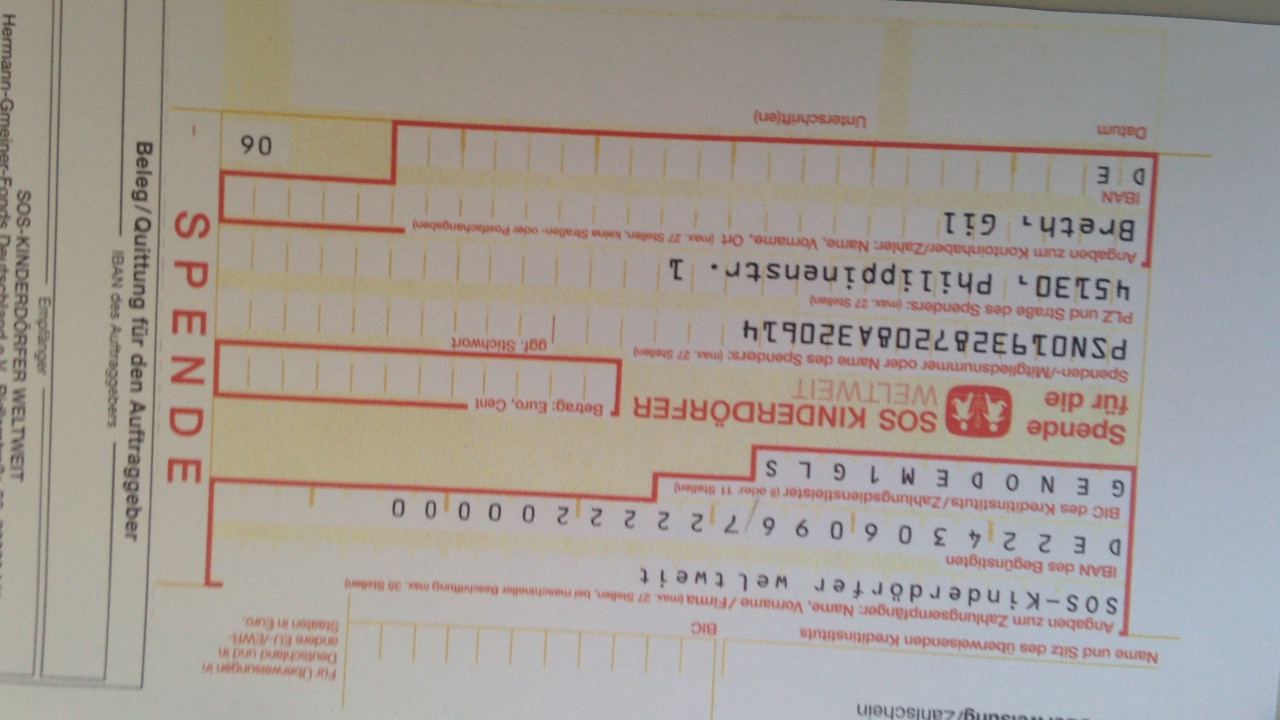 Name und Sitz des überweisenden Kreditinstituts
BIC
Für Überweisungen in
Deutschland und in
andere EU-/EWR-
Staaten in Euro.
Angaben zum Zahlungsempfänger: Name, Vorname/Firma (max. 27 Stellen, bei maschineller Beschriftung max. 35 Stellen)
SOS-Kinderdörfer weltweit
IBAN des Begünstigten
DE22430609672222200000
BIC des Kreditinstituts/Zahlungsdienstleister (8 oder 11 Stellen)
GENODEM1GLS
Spende
für die
SOS KINDERDÖRFER
WELTWEIT
Betrag: Euro, Cent
Spenden-/Mitgliedsnummer oder Name des Spenders: (max. 27 Stellen)
ggf. Stichwort
PSN0193287208A320614
PLZ und Straße des Spenders: (max. 27 Stellen)
45130, Philippinenstr. 1
Angaben zum Kontoinhaber/Zahler: Name, Vorname, Ort (max. 27 Stellen, keine Straßen- oder Postfachangaben)
Breth, Gil
IBAN
DE
06
Datum
Unterschrift(en)
SPENDE
Beleg/Quittung für den Auftraggeber
IBAN des Auftraggebers
Empfänger
SOS-KINDERDÖRFER WELTWEIT
Hermann-Gmeiner-Fonds Deutschland e.V.